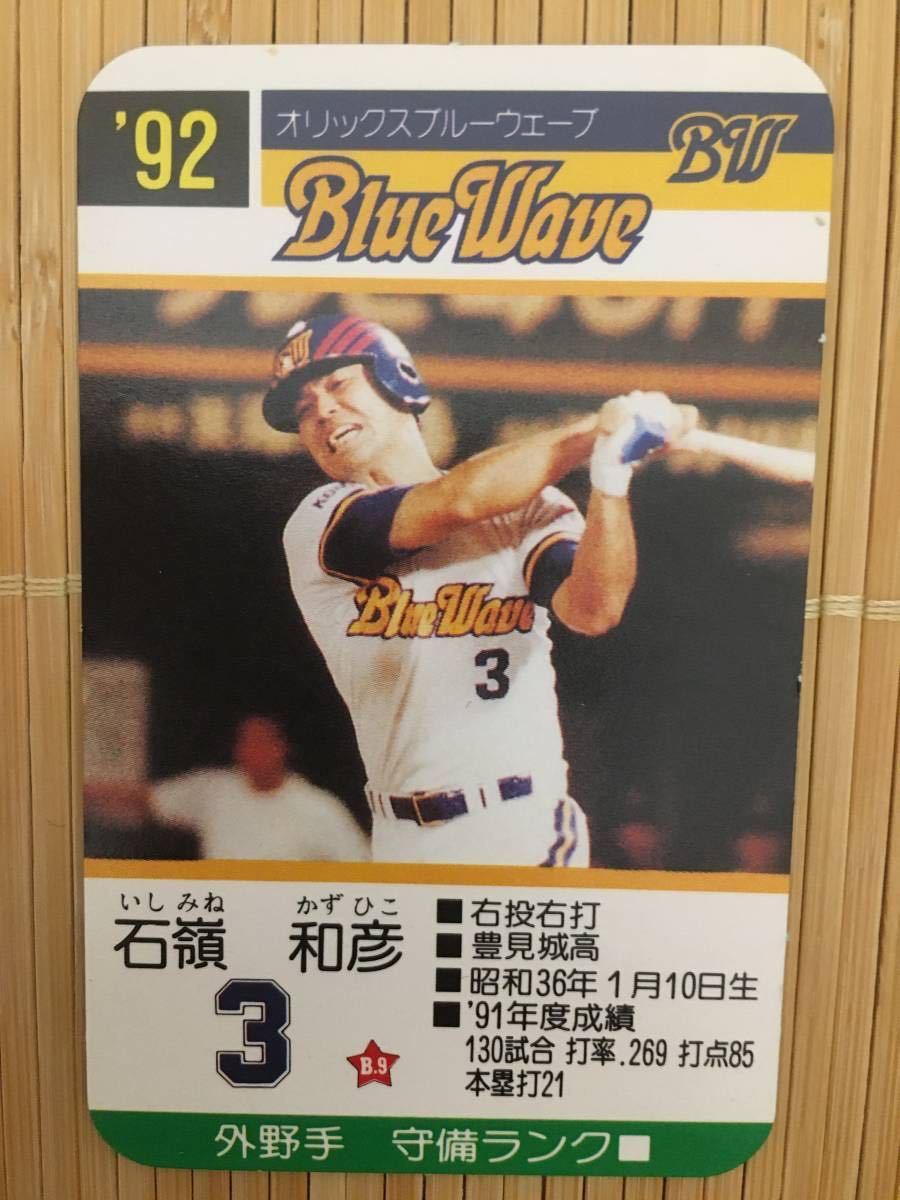 '92
オリックスブルーウェーブ
BW
Blue Wave
BW
Blue Wave
3
いし みね かず ひこ
石嶺 和彦
3
B.9
■右投右打
■豊見城高
■昭和36年1月10日生
■'91年度成績
130試合 打率.269 打点85
本塁打21
外野手 守備ランク■